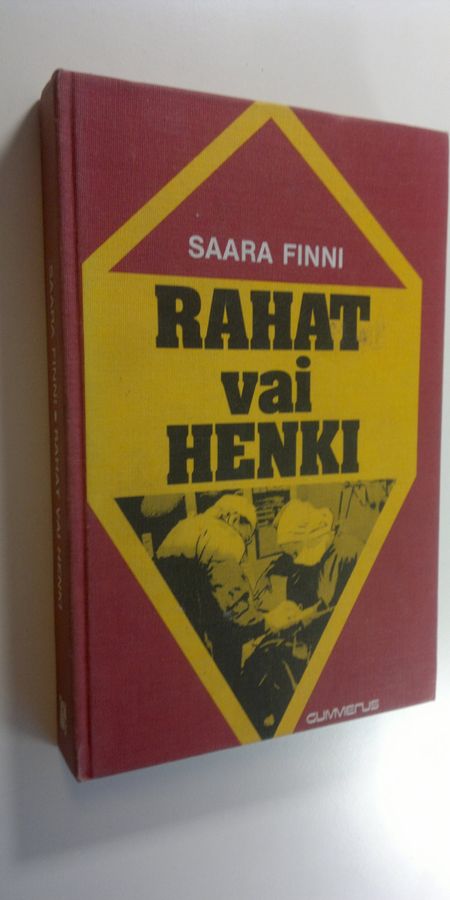 SAARA FINNI
RAHAT
vai
HENKI
GUMMERUS
SAARA FINNI • RAHAT VAI HENKI